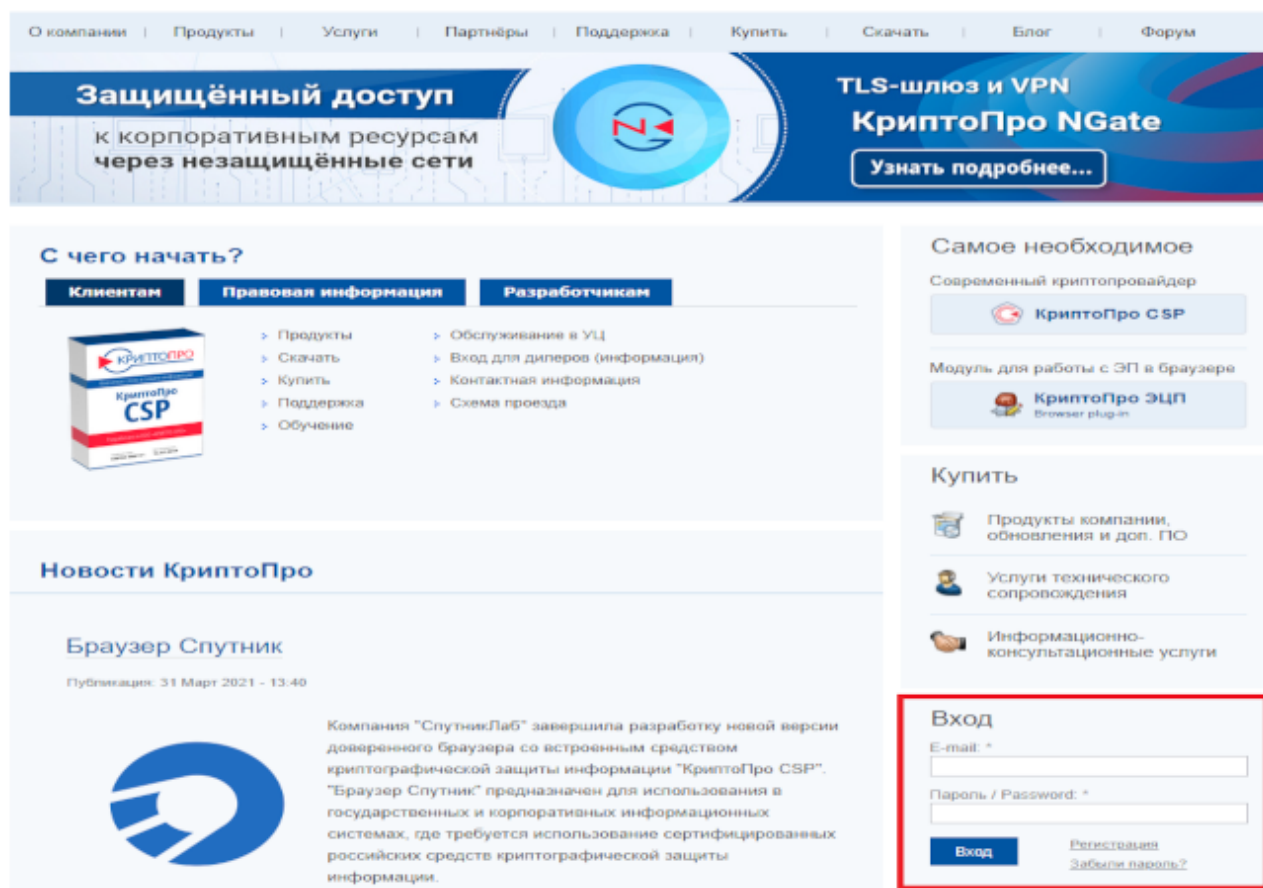 О компании | Продукты | Услуги | Партнёры | Поддержка | Купить | Скачать | Блог | Форум
Защищённый доступ
к корпоративным ресурсам
через незащищённые сети
TLS-шлюз и VPN
КриптоПро NGate
Узнать подробнее...
С чего начать?
Клиентам Правовая информация Разработчикам
КРИПТОПРО
КриптоПро
CSP
Продукты
Скачать
Купить
Поддержка
Обучение
Обслуживание в УЦ
Вход для дилеров (информация)
Контактная информация
Схема проезда
Новости КриптоПро
Браузер Спутник
Публикация: 31 Март 2021 - 13:40
Компания "СпутникЛаб" завершила разработку новой версии
доверенного браузера со встроенным средством
криптографической защиты информации "КриптоПро CSP".
"Браузер Спутник" предназначен для использования в
государственных и корпоративных информационных
системах, где требуется использование сертифицированных
российских средств криптографической защиты
информации.
Самое необходимое
Современный криптопровайдер
КриптоПро CSP
Модуль для работы с ЭП в браузере
КриптоПро ЭЦП
Browser plug-in
Купить
Продукты компании,
обновления и доп. ПО
Услуги технического
сопровождения
Информационно-
консультационные услуги
Вход
E-mail: *
Пароль / Password: *
Вход
Регистрация
Забыли пароль?